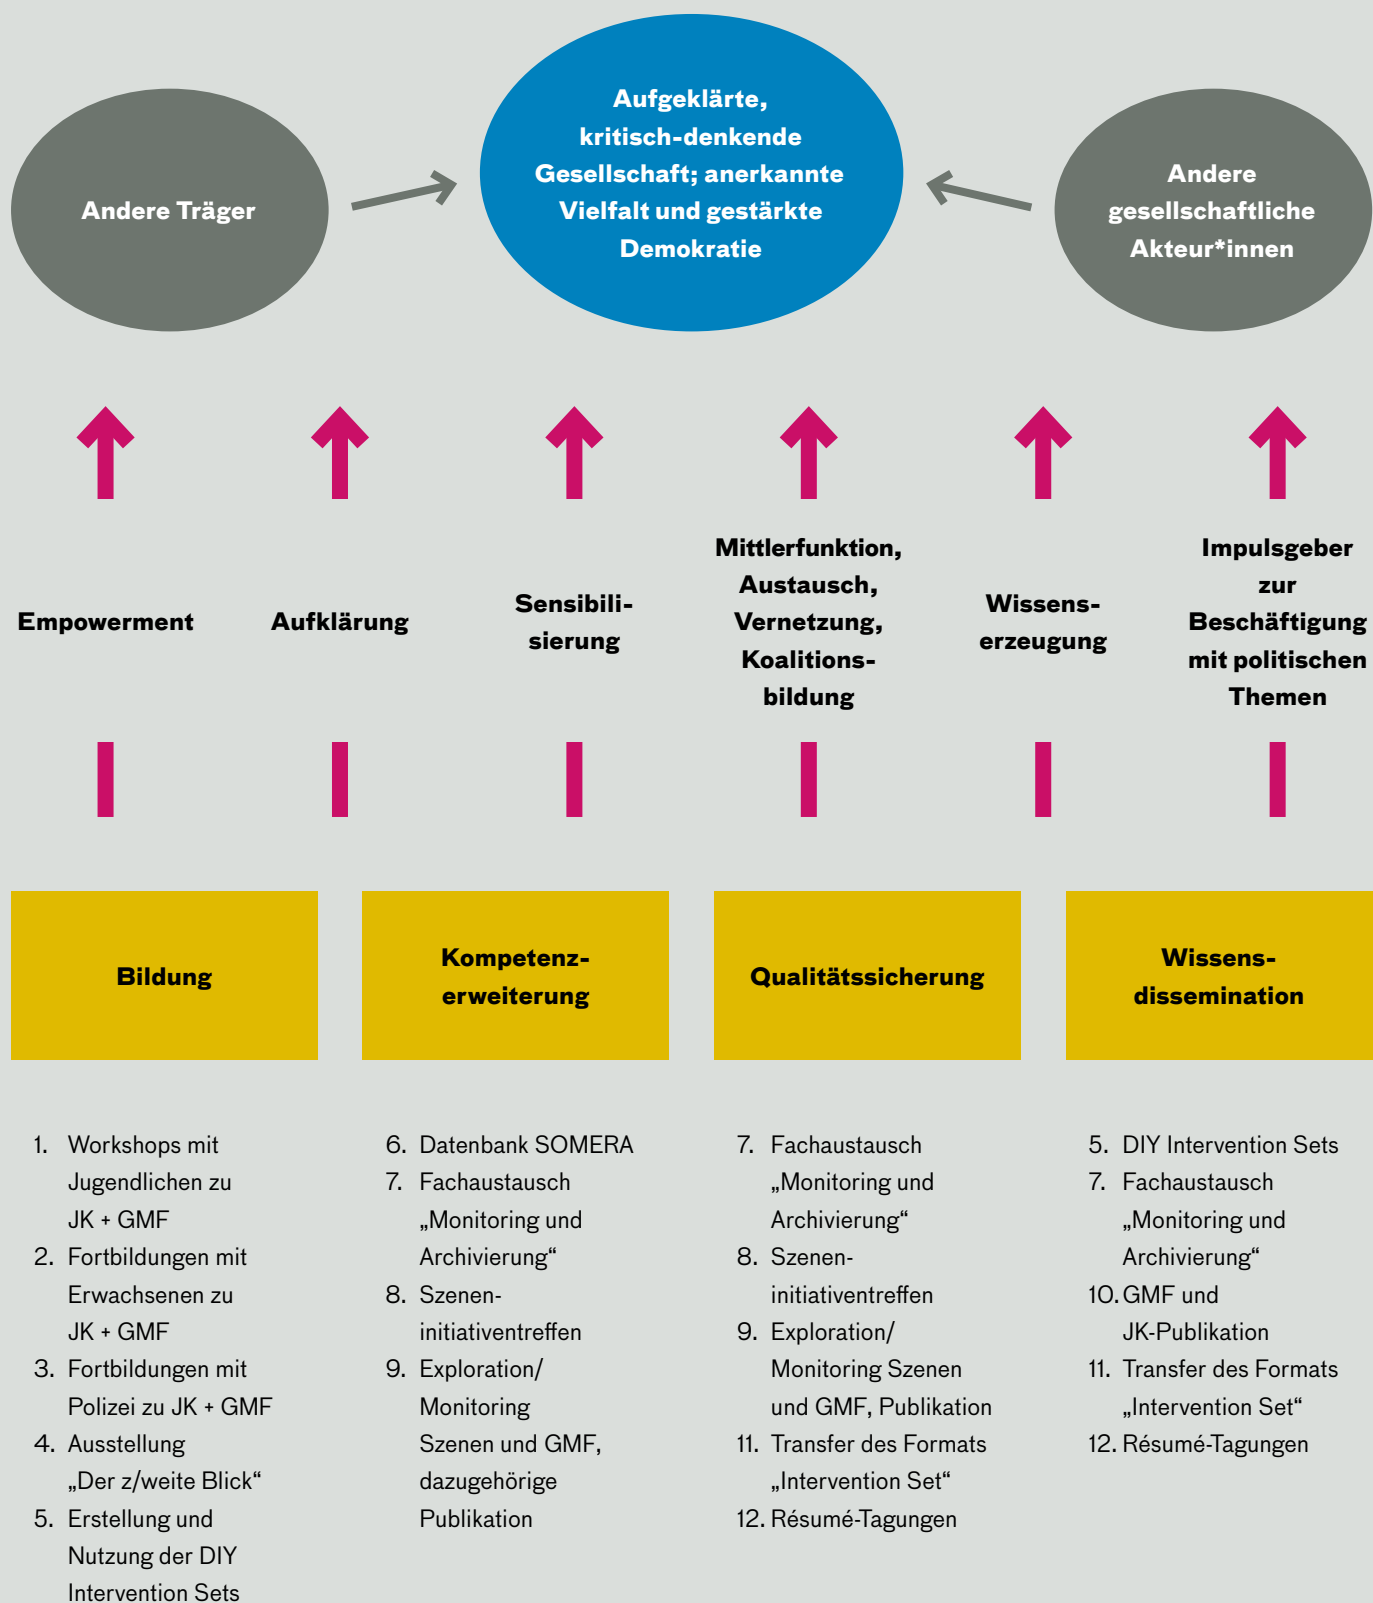 Andere Träger
Aufgeklärte,
kritisch-denkende
Gesellschaft; anerkannte
Vielfalt und gestärkte
Demokratie
Andere
gesellschaftliche
Akteur*innen
Empowerment
Aufklärung
Sensibili-
sierung
Mittlerfunktion,
Austausch,
Vernetzung,
Koalitions-
bildung
Wissens-
erzeugung
Impulsgeber
zur
Beschäftigung
mit politischen
Themen
Bildung
Kompetenz-
erweiterung
Qualitätssicherung
Wissens-
dissemination
1. Workshops mit
Jugendlichen zu
JK + GMF
2. Fortbildungen mit
Erwachsenen zu
JK + GMF
3. Fortbildungen mit
Polizei zu JK + GMF
4. Ausstellung
„Der z/weite Blick“
5. Erstellung und
Nutzung der DIY
Intervention Sets
6. Datenbank SOMERA
7. Fachaustausch
„Monitoring und
Archivierung“
8. Szenen-
initiativentreffen
9. Exploration/
Monitoring
Szenen und GMF,
dazugehörige
Publikation
7. Fachaustausch
„Monitoring und
Archivierung“
8. Szenen-
initiativentreffen
9. Exploration/
Monitoring Szenen
und GMF, Publikation
11. Transfer des Formats
„Intervention Set“
12. Résumé-Tagungen
5. DIY Intervention Sets
7. Fachaustausch
„Monitoring und
Archivierung“
10. GMF und
JK-Publikation
11. Transfer des Formats
„Intervention Set“
12. Résumé-Tagungen